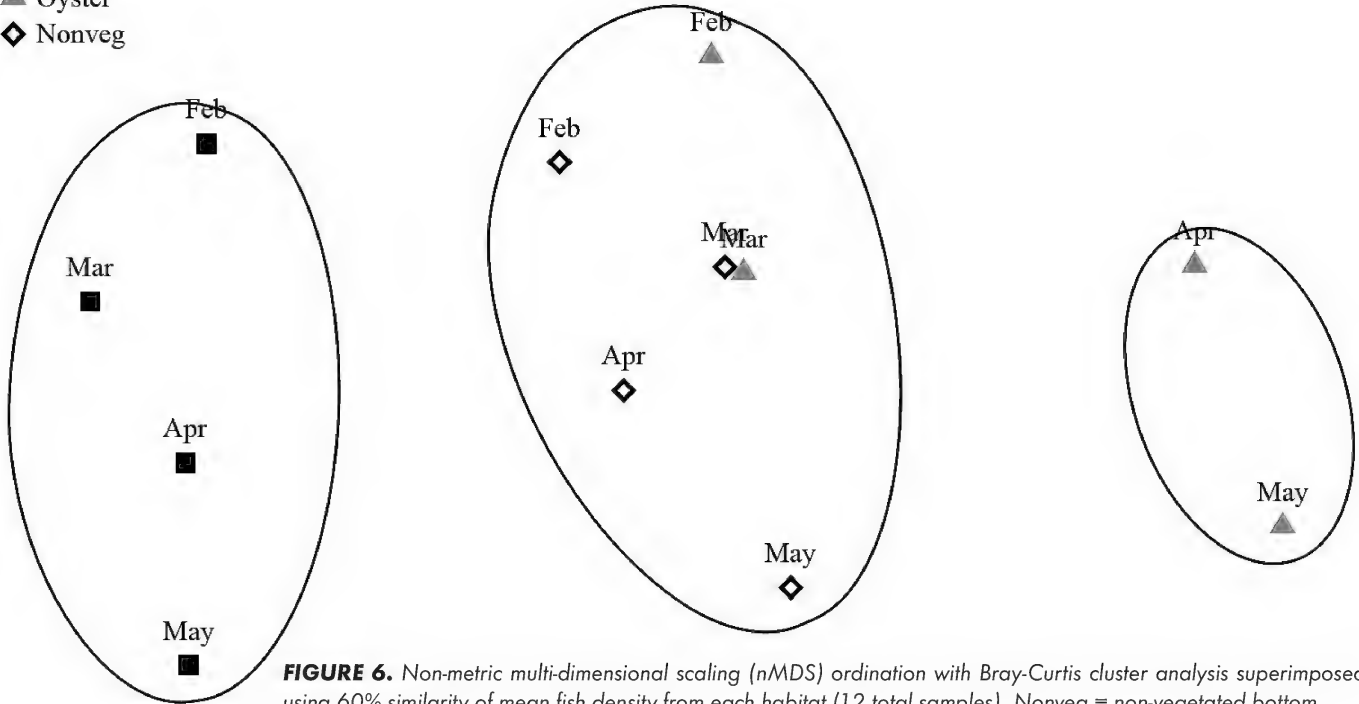 Oyster
Nonveg
Feb
Feb
Feb
Mar
Mar
Mar
Apr
Apr
Apr
May
May
May
FIGURE 6. Non-metric multi-dimensional scaling (nMDS) ordination with Bray-Curtis cluster analysis superimposed
using 60% similarity of mean fish density from each habitat (12 total samples). Nonveg = non-vegetated bottom